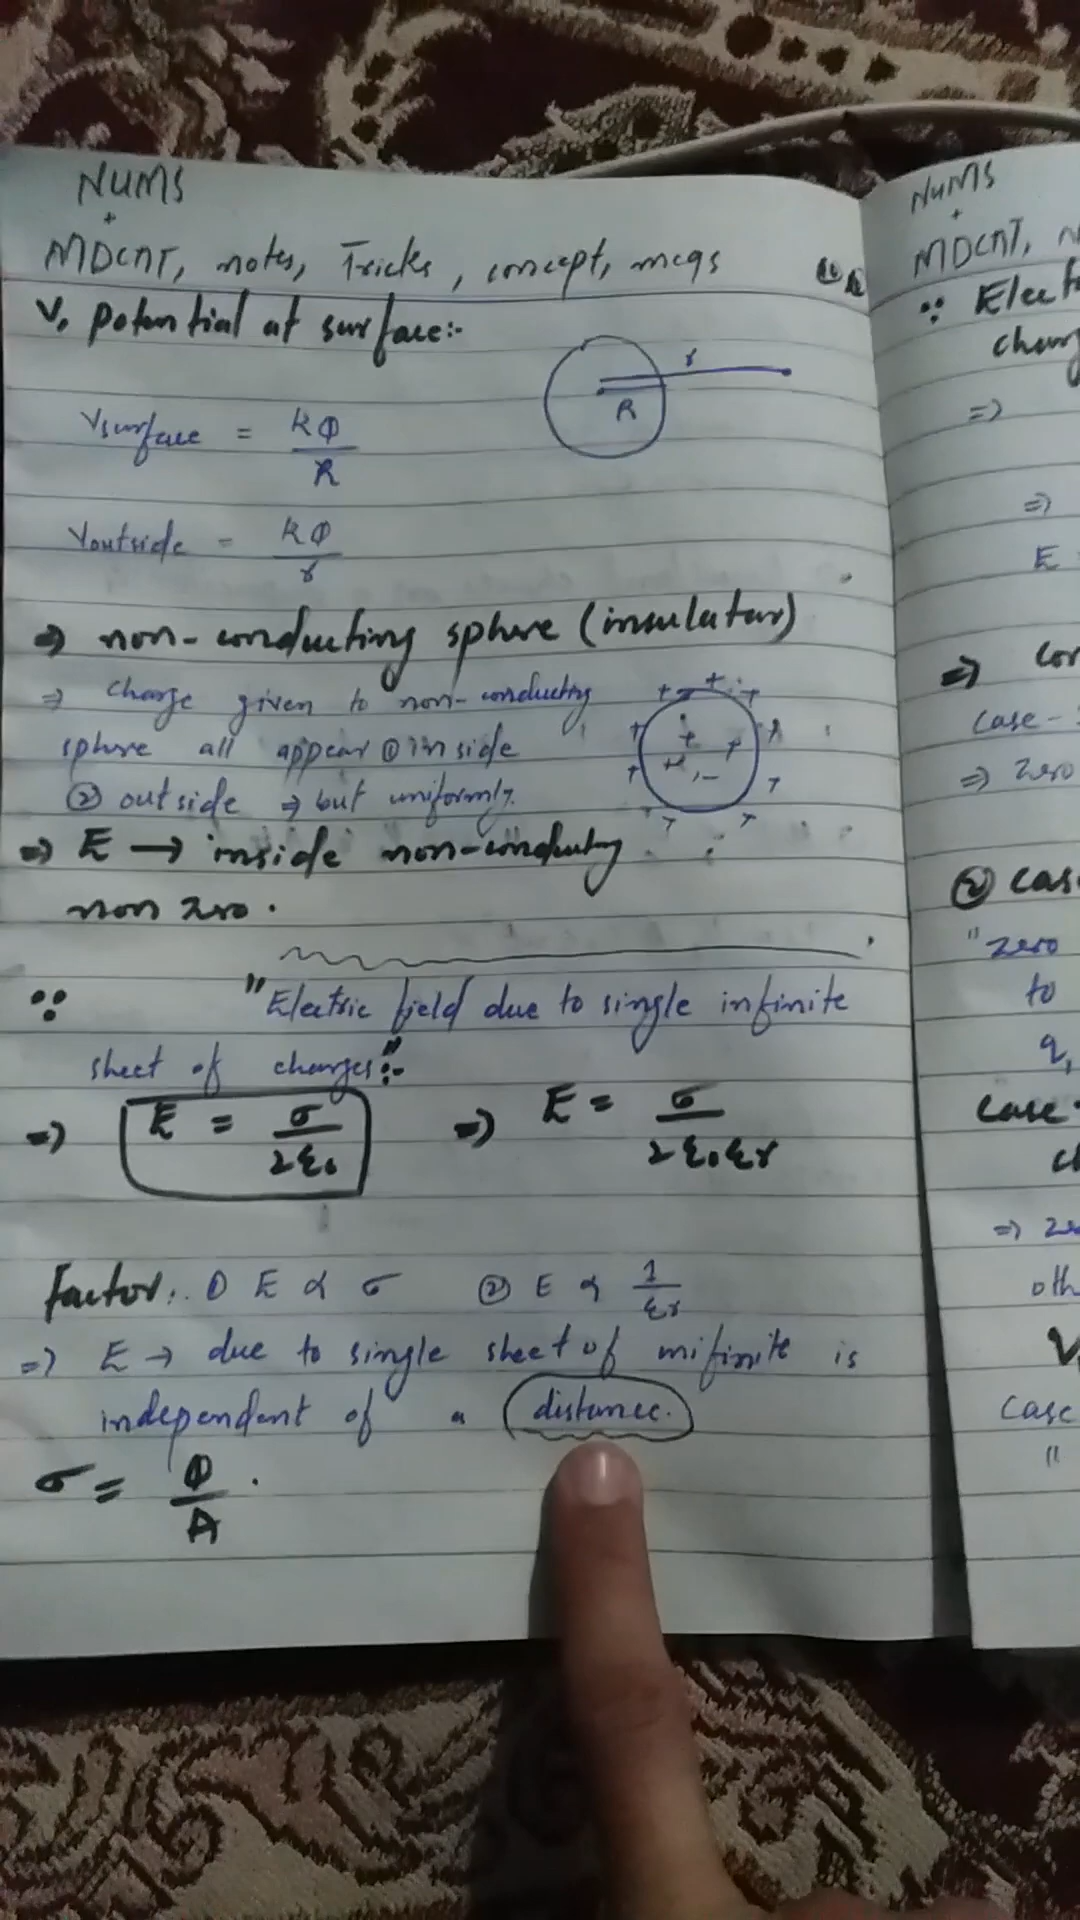 NUMS
+
MDCAT, notes, Tricks, concept, mcqs
V. potential at surface:-
r
R
Vsurface = kQ
R
Voutside = kQ
r
⇒ non-conducting sphere (insulator)
⇒ charge given to non-conducting
sphere all appear ① inside
② outside → but uniformly.
⇒ E → inside non-conducting
non zero.
"Electric field due to single infinite
sheet of charges:-"
⇒ E = σ / 2ε₀ ⇒ E = σ / 2ε₀εr
Factor:. ① E ∝ σ ② E ∝ 1/εr
⇒ E → due to single sheet of infinite is
independent of a distance.
σ = Q / A .
NUMS
+
MDCAT, N
∵ Elect
charg
⇒
⇒
E =
⇒ Con
case-
⇒ zero
② Cas
"zero
to
q,
Case-
ch
⇒ ze
oth
V.
Case
"